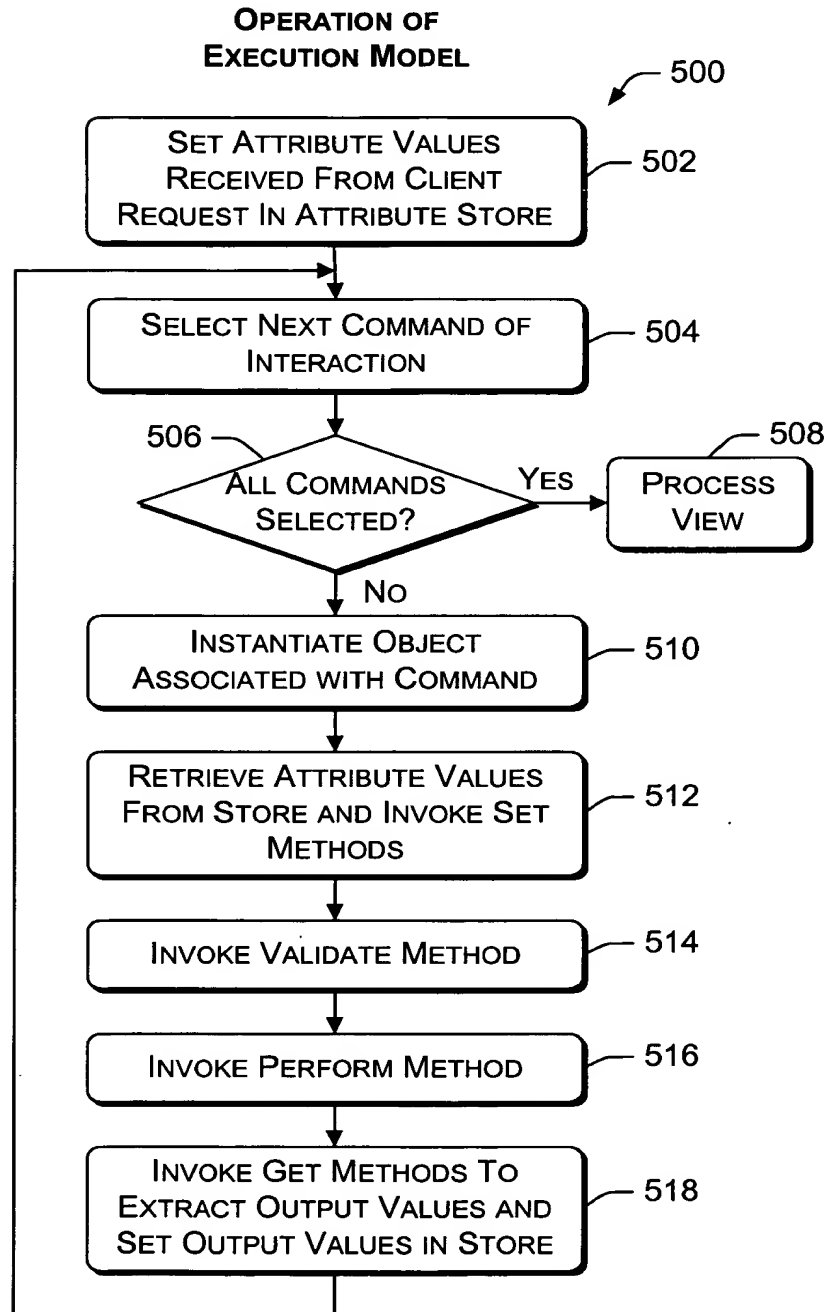 OPERATION OF
EXECUTION MODEL
500
SET ATTRIBUTE VALUES
RECEIVED FROM CLIENT
REQUEST IN ATTRIBUTE STORE
502
SELECT NEXT COMMAND OF
INTERACTION
504
506
ALL COMMANDS
SELECTED?
YES
508
PROCESS
VIEW
NO
INSTANTIATE OBJECT
ASSOCIATED WITH COMMAND
510
RETRIEVE ATTRIBUTE VALUES
FROM STORE AND INVOKE SET
METHODS
512
INVOKE VALIDATE METHOD
514
INVOKE PERFORM METHOD
516
INVOKE GET METHODS TO
EXTRACT OUTPUT VALUES AND
SET OUTPUT VALUES IN STORE
518